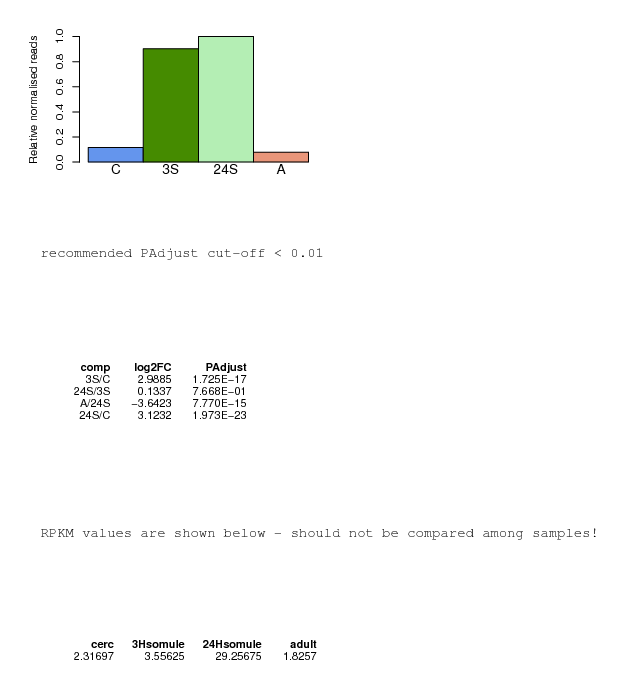 Relative normalised reads
1.0
0.8
0.6
0.4
0.2
0.0
C 3S 24S A
recommended PAdjust cut-off < 0.01
comp log2FC PAdjust
3S/C 2.9885 1.725E-17
24S/3S 0.1337 7.668E-01
A/24S -3.6423 7.770E-15
24S/C 3.1232 1.973E-23
RPKM values are shown below - should not be compared among samples!
cerc 3Hsomule 24Hsomule adult
2.31697 3.55625 29.25675 1.8257